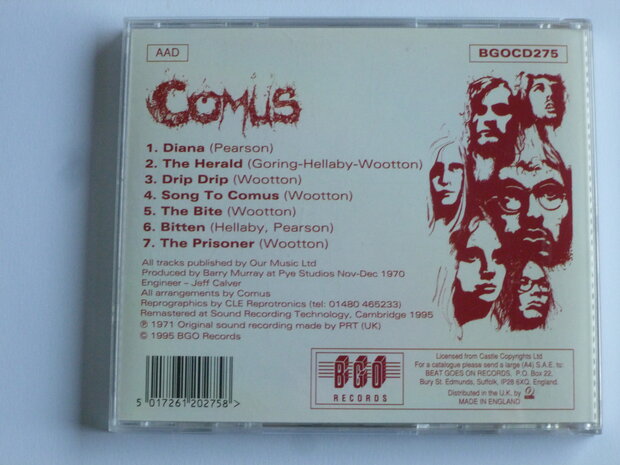 AAD
BGOCD275
COMUS
1. Diana (Pearson)
2. The Herald (Goring-Hellaby-Wootton)
3. Drip Drip (Wootton)
4. Song To Comus (Wootton)
5. The Bite (Wootton)
6. Bitten (Hellaby, Pearson)
7. The Prisoner (Wootton)
All tracks published by Our Music Ltd
Produced by Barry Murray at Pye Studios Nov-Dec 1970
Engineer – Jeff Calver
All arrangements by Comus
Reprographics by CLE Reprotronics (tel: 01480 465233)
Remastered at Sound Recording Technology, Cambridge 1995
℗ 1971 Original sound recording made by PRT (UK)
© 1995 BGO Records
5 017261 202758 >
BGO
RECORDS
Licensed from Castle Copyrights Ltd
For a catalogue please send a large (A4) S.A.E. to:
BEAT GOES ON RECORDS, P.O. Box 22,
Bury St. Edmunds, Suffolk, IP28 6XQ, England.
Distributed in the U.K. by
MADE IN ENGLAND